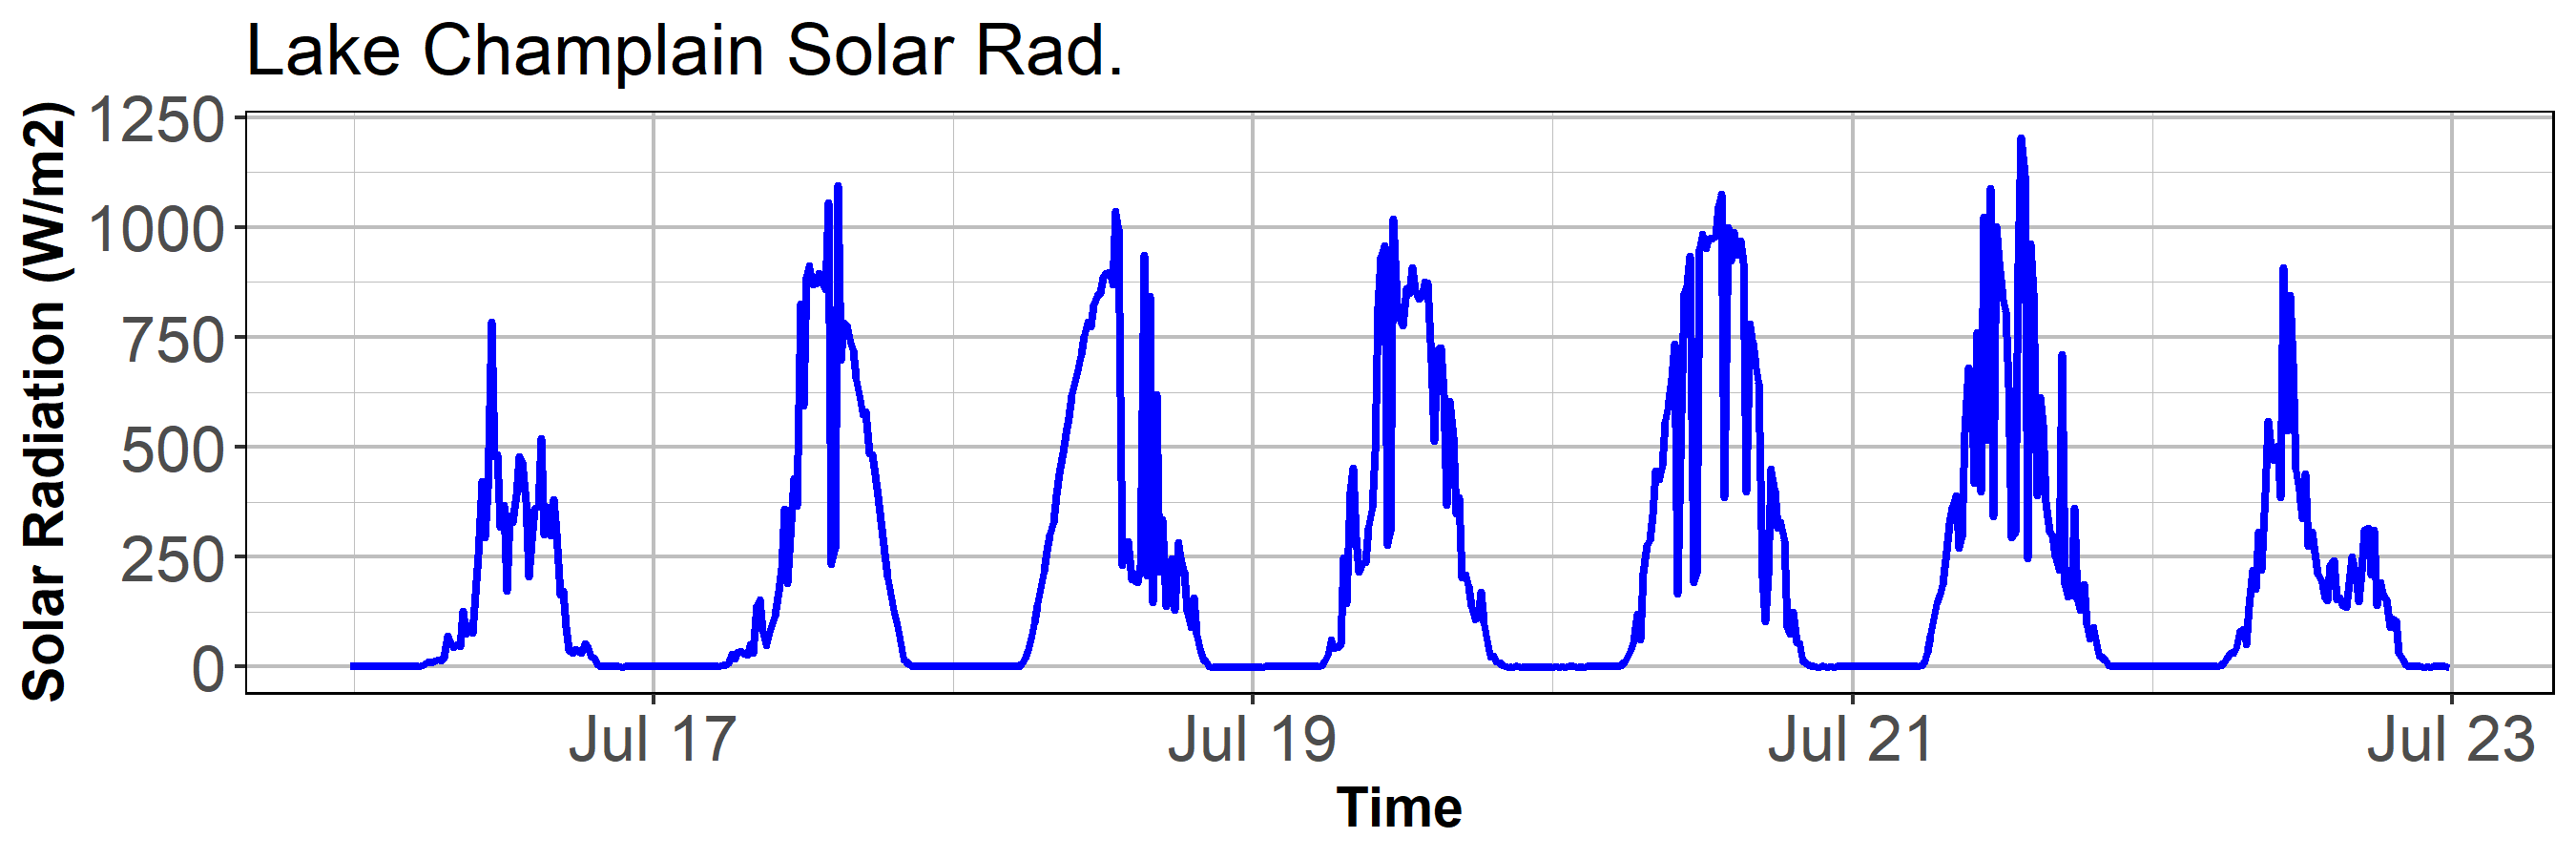 Lake Champlain Solar Rad.
Solar Radiation (W/m2)
1250
1000
750
500
250
0
Jul 17
Jul 19
Jul 21
Jul 23
Time